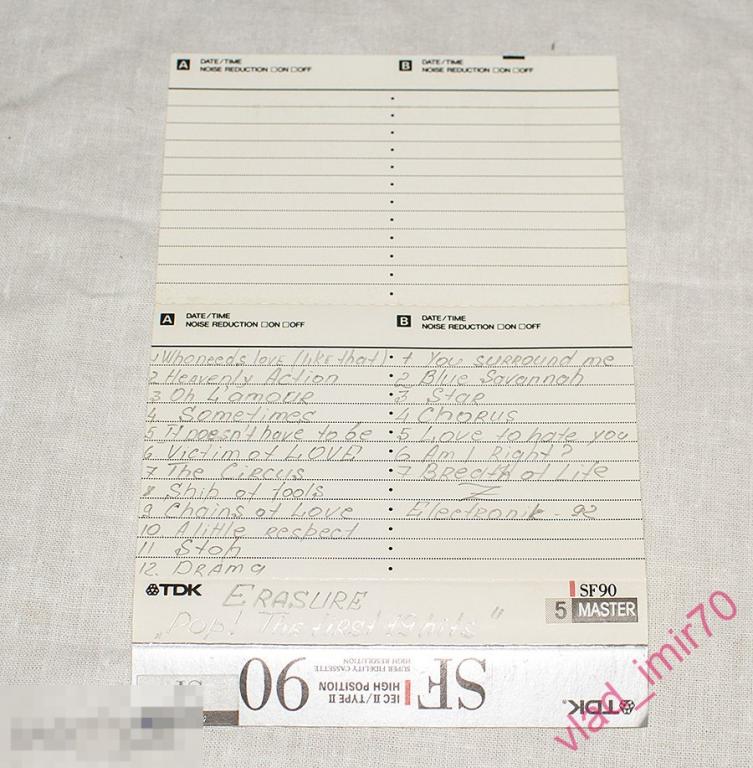 A DATE/TIME
NOISE REDUCTION □ON □OFF
B DATE/TIME
NOISE REDUCTION □ON □OFF
A DATE/TIME
NOISE REDUCTION □ON □OFF
B DATE/TIME
NOISE REDUCTION □ON □OFF
1 Who needs love (like that)
2 Heavenly Action
3 Oh L'amour
4 Sometimes
5 It doesn't have to be
6 Victim of LOVE
7 The Circus
8 Ship of fools
9 Chains of Love
10 A little respect
11 Stop
12. DRAMA
1 You surround me
2 Blue Savannah
3 Star
4 Chorus
5 Love to hate you
6 Am I Right?
7 Breath of Life
Electronik - 92
TDK
SF90
5 MASTER
ERASURE
„Pop! The first 19 hits"
SF 90
IEC II/TYPE II
HIGH POSITION
SUPER FIDELITY CASSETTE
HIGH RESOLUTION
TDK
vlad_imir70